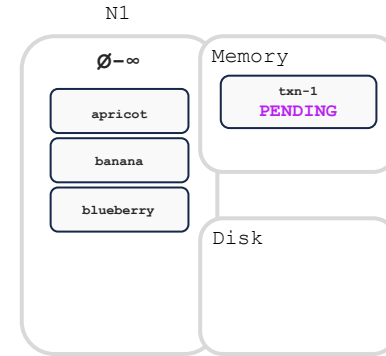 N1
Ø-∞
apricot
banana
blueberry
Memory
txn-1
PENDING
Disk